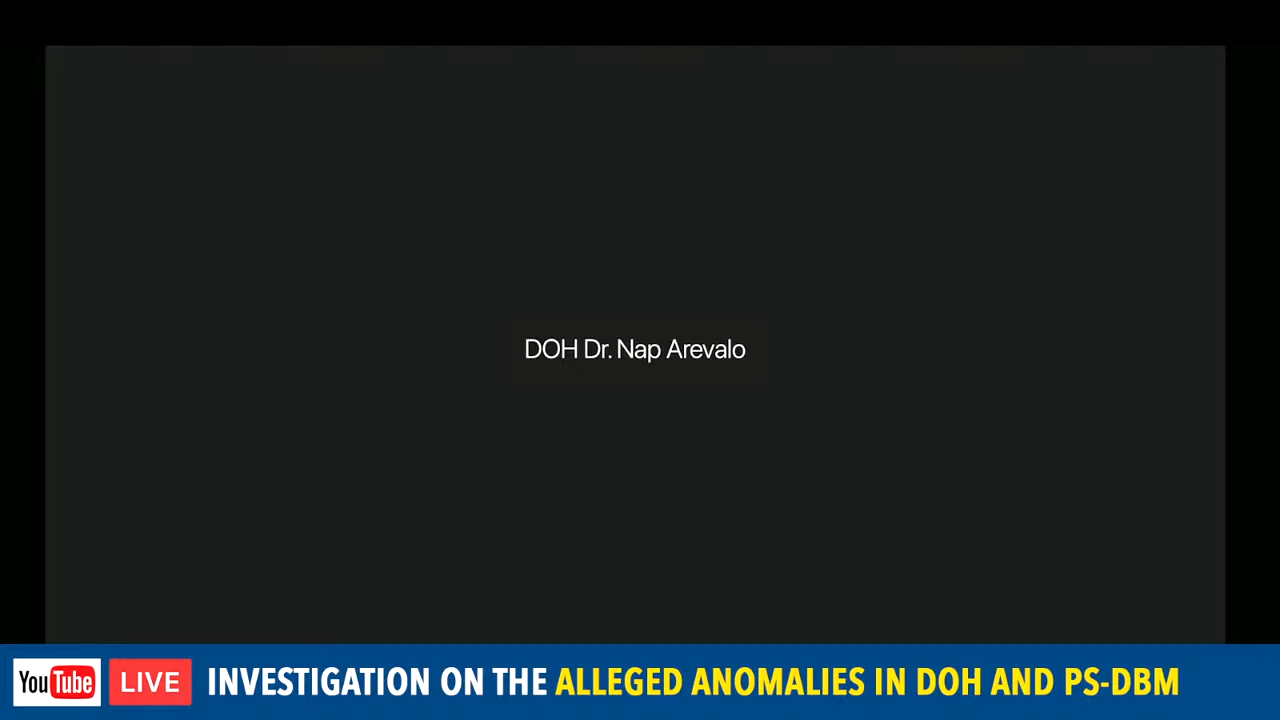 DOH Dr. Nap Arevalo
YouTube LIVE INVESTIGATION ON THE ALLEGED ANOMALIES IN DOH AND PS-DBM